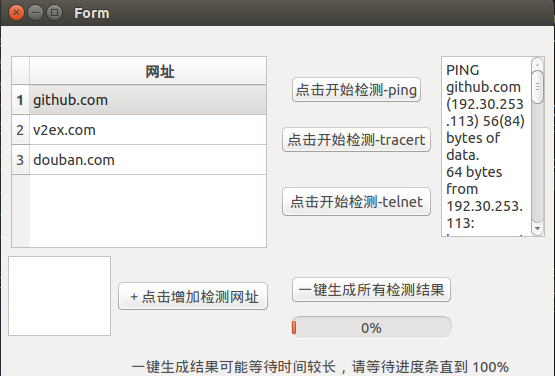 Form
网址
1 github.com
2 v2ex.com
3 douban.com
点击开始检测-ping
点击开始检测-tracert
点击开始检测-telnet
PING
github.com
(192.30.253
.113) 56(84)
bytes of
data.
64 bytes
from
192.30.253.
113:
+点击增加检测网址
一键生成所有检测结果
0%
一键生成结果可能等待时间较长，请等待进度条直到 100%